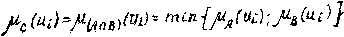 μ_c(u_i) = μ_(A∩B)(u_i) = min{μ_A(u_i); μ_B(u_i)}